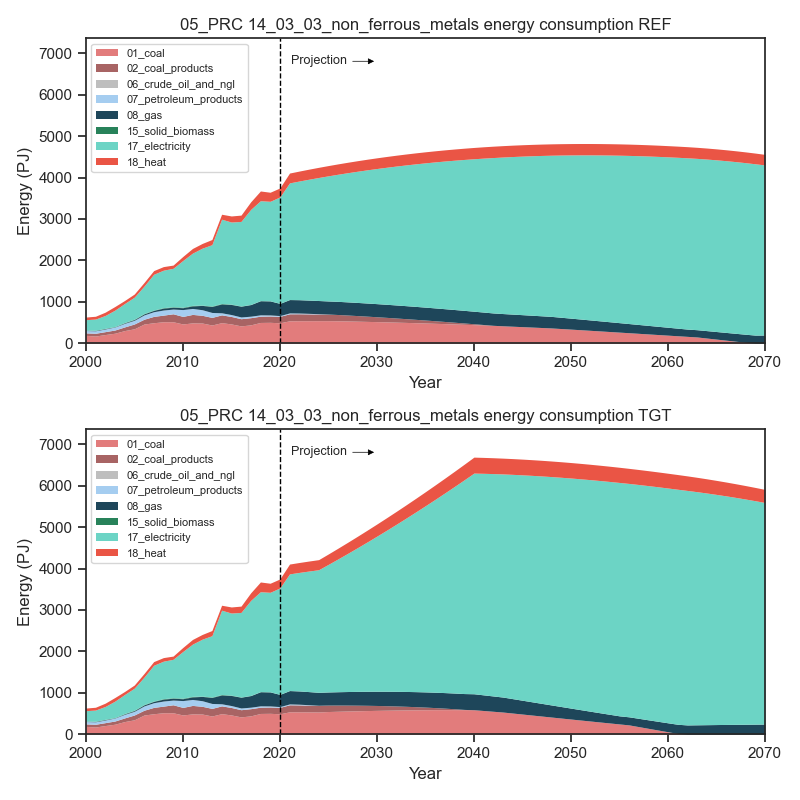 05_PRC 14_03_03_non_ferrous_metals energy consumption REF
7000
6000
5000
4000
3000
2000
1000
0
Energy (PJ)
01_coal
02_coal_products
06_crude_oil_and_ngl
07_petroleum_products
08_gas
15_solid_biomass
17_electricity
18_heat
Projection
2000 2010 2020 2030 2040 2050 2060 2070
Year
05_PRC 14_03_03_non_ferrous_metals energy consumption TGT
7000
6000
5000
4000
3000
2000
1000
0
Energy (PJ)
01_coal
02_coal_products
06_crude_oil_and_ngl
07_petroleum_products
08_gas
15_solid_biomass
17_electricity
18_heat
Projection
2000 2010 2020 2030 2040 2050 2060 2070
Year